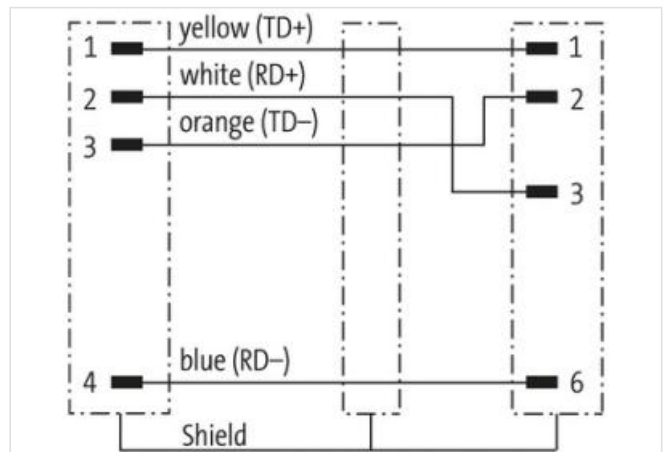 yellow (TD+)
1 1
white (RD+)
2 2
orange (TD–)
3
3
blue (RD–)
4 6
Shield